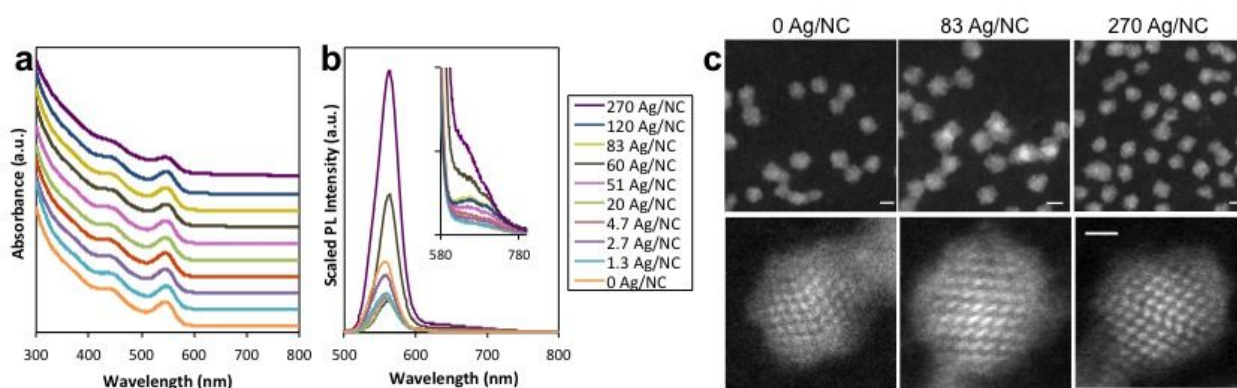 a
Absorbance (a.u.)
300 400 500 600 700 800
Wavelength (nm)
b
Scaled PL Intensity (a.u.)
580 780
500 600 700 800
Wavelength (nm)
270 Ag/NC
120 Ag/NC
83 Ag/NC
60 Ag/NC
51 Ag/NC
20 Ag/NC
4.7 Ag/NC
2.7 Ag/NC
1.3 Ag/NC
0 Ag/NC
c
0 Ag/NC 83 Ag/NC 270 Ag/NC